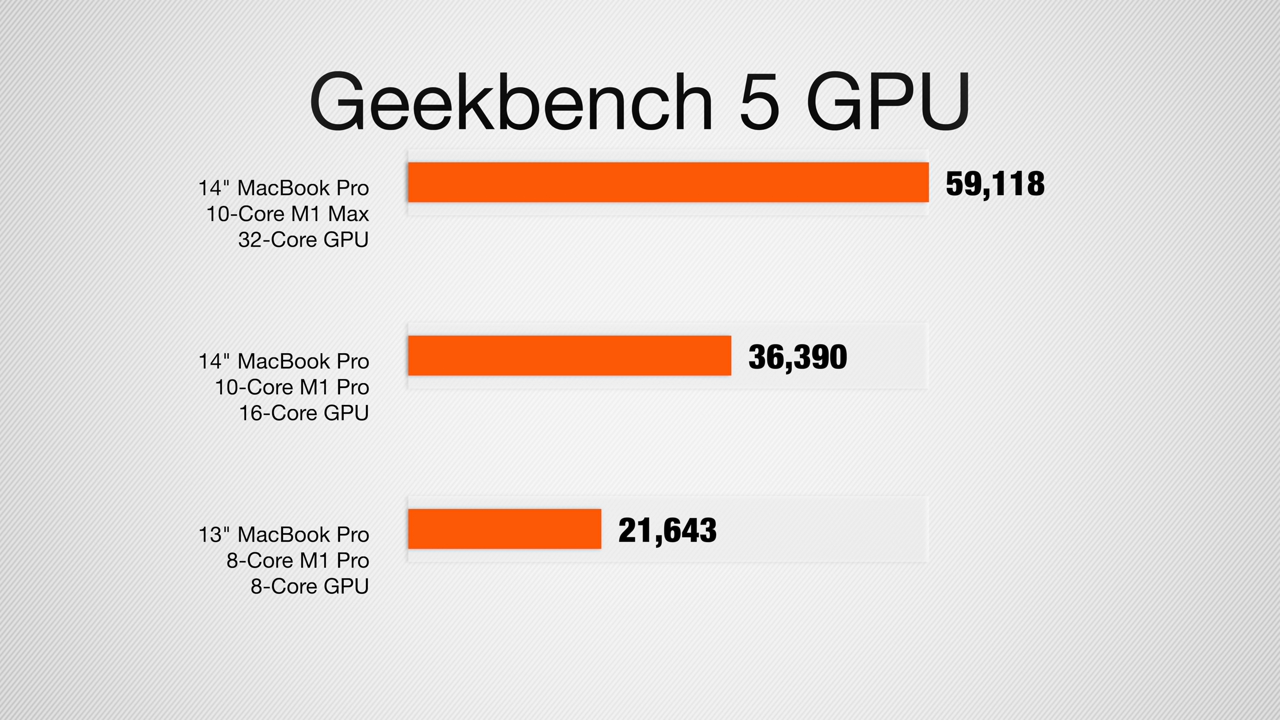 Geekbench 5 GPU
14" MacBook Pro
10-Core M1 Max
32-Core GPU
59,118
14" MacBook Pro
10-Core M1 Pro
16-Core GPU
36,390
13" MacBook Pro
8-Core M1 Pro
8-Core GPU
21,643